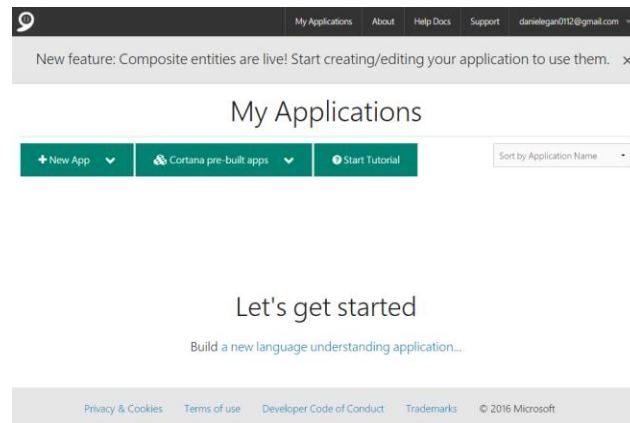 My Applications About Help Docs Support danielegan0112@gmail.com
New feature: Composite entities are live! Start creating/editing your application to use them. ×
My Applications
New App Cortana pre-built apps Start Tutorial Sort by Application Name
Let's get started
Build a new language understanding application...
Privacy & Cookies Terms of use Developer Code of Conduct Trademarks © 2016 Microsoft